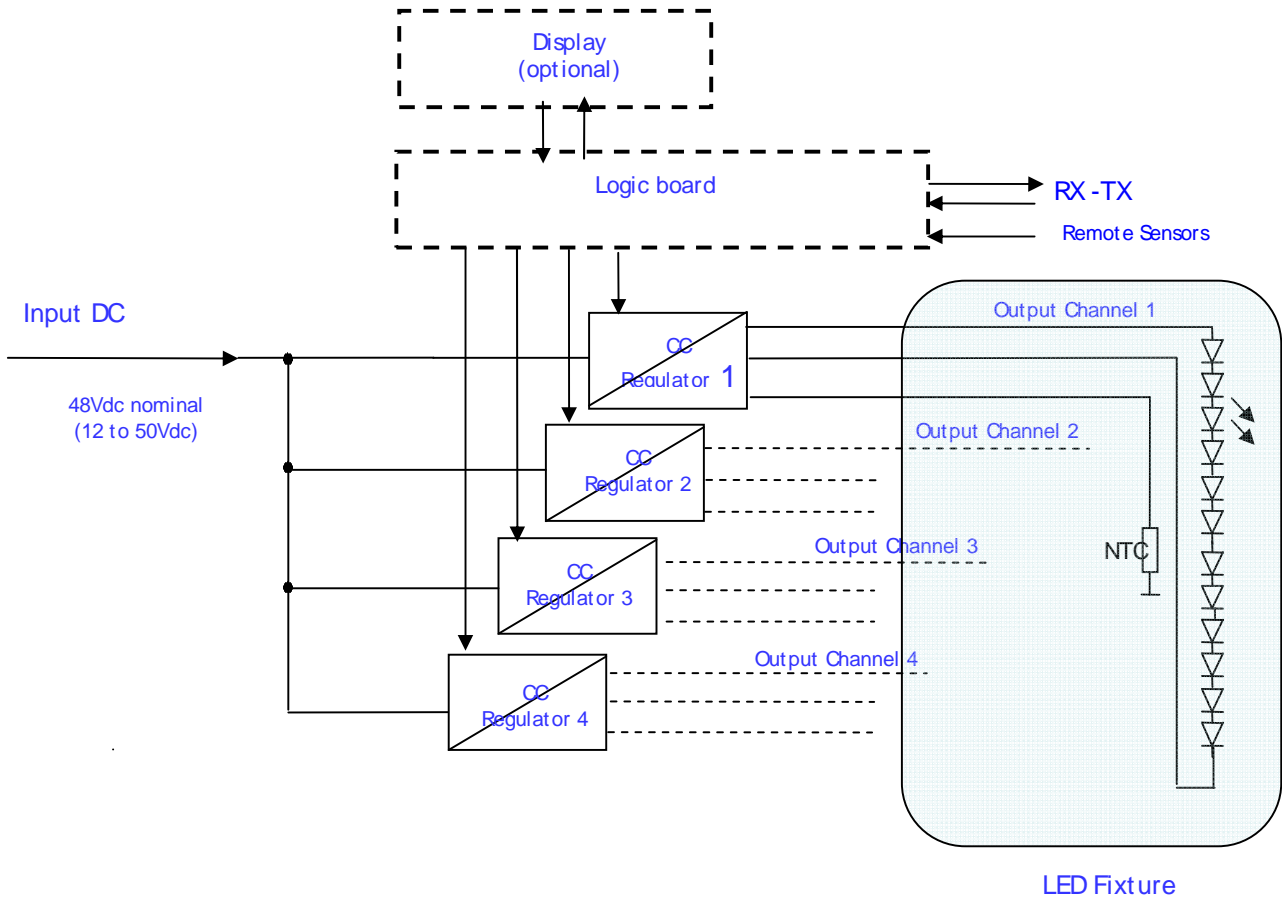 Display
(optional)
Logic board
RX-TX
Remote Sensors
Input DC
48Vdc nominal
(12 to 50Vdc)
CC
Regulator 1
Output Channel 1
CC
Regulator 2
Output Channel 2
CC
Regulator 3
Output Channel 3
NTC
CC
Regulator 4
Output Channel 4
LED Fixture